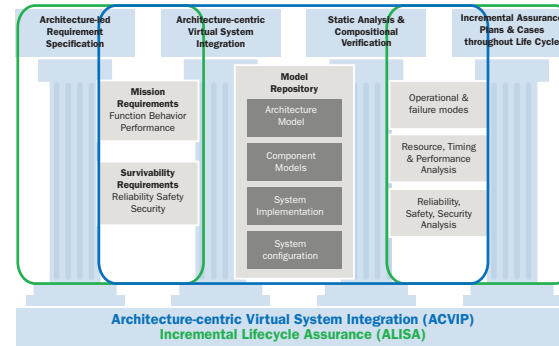 Architecture-led
Requirement
Specification
Architecture-centric
Virtual System
Integration
Static Analysis &
Compositional
Verification
Incremental Assurance
Plans & Cases
throughout Life Cycle
Mission
Requirements
Function Behavior
Performance
Survivability
Requirements
Reliability Safety
Security
Model
Repository
Architecture
Model
Component
Models
System
Implementation
System
configuration
Operational &
failure modes
Resource, Timing
& Performance
Analysis
Reliability,
Safety, Security
Analysis
Architecture-centric Virtual System Integration (ACVIP)
Incremental Lifecycle Assurance (ALISA)